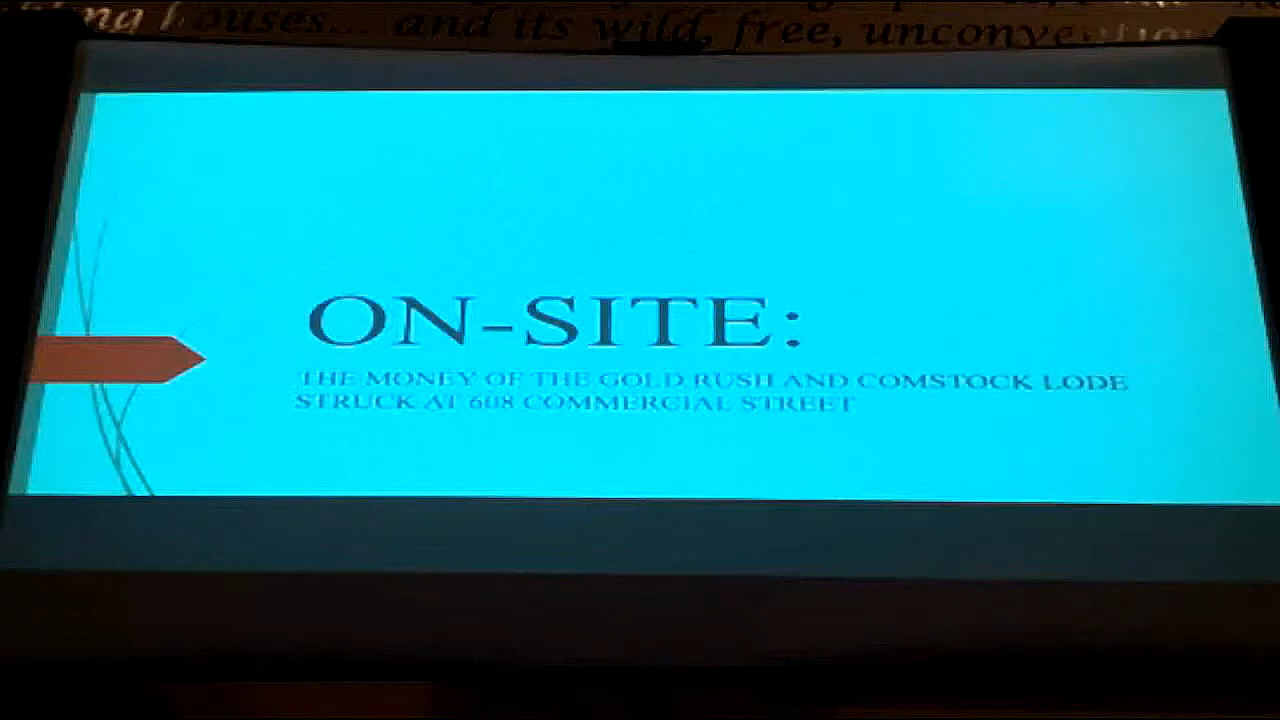 houses... and its wild, free,
ON-SITE:
THE MONEY OF THE GOLD RUSH AND COMSTOCK LODE
STRUCK AT 608 COMMERCIAL STREET